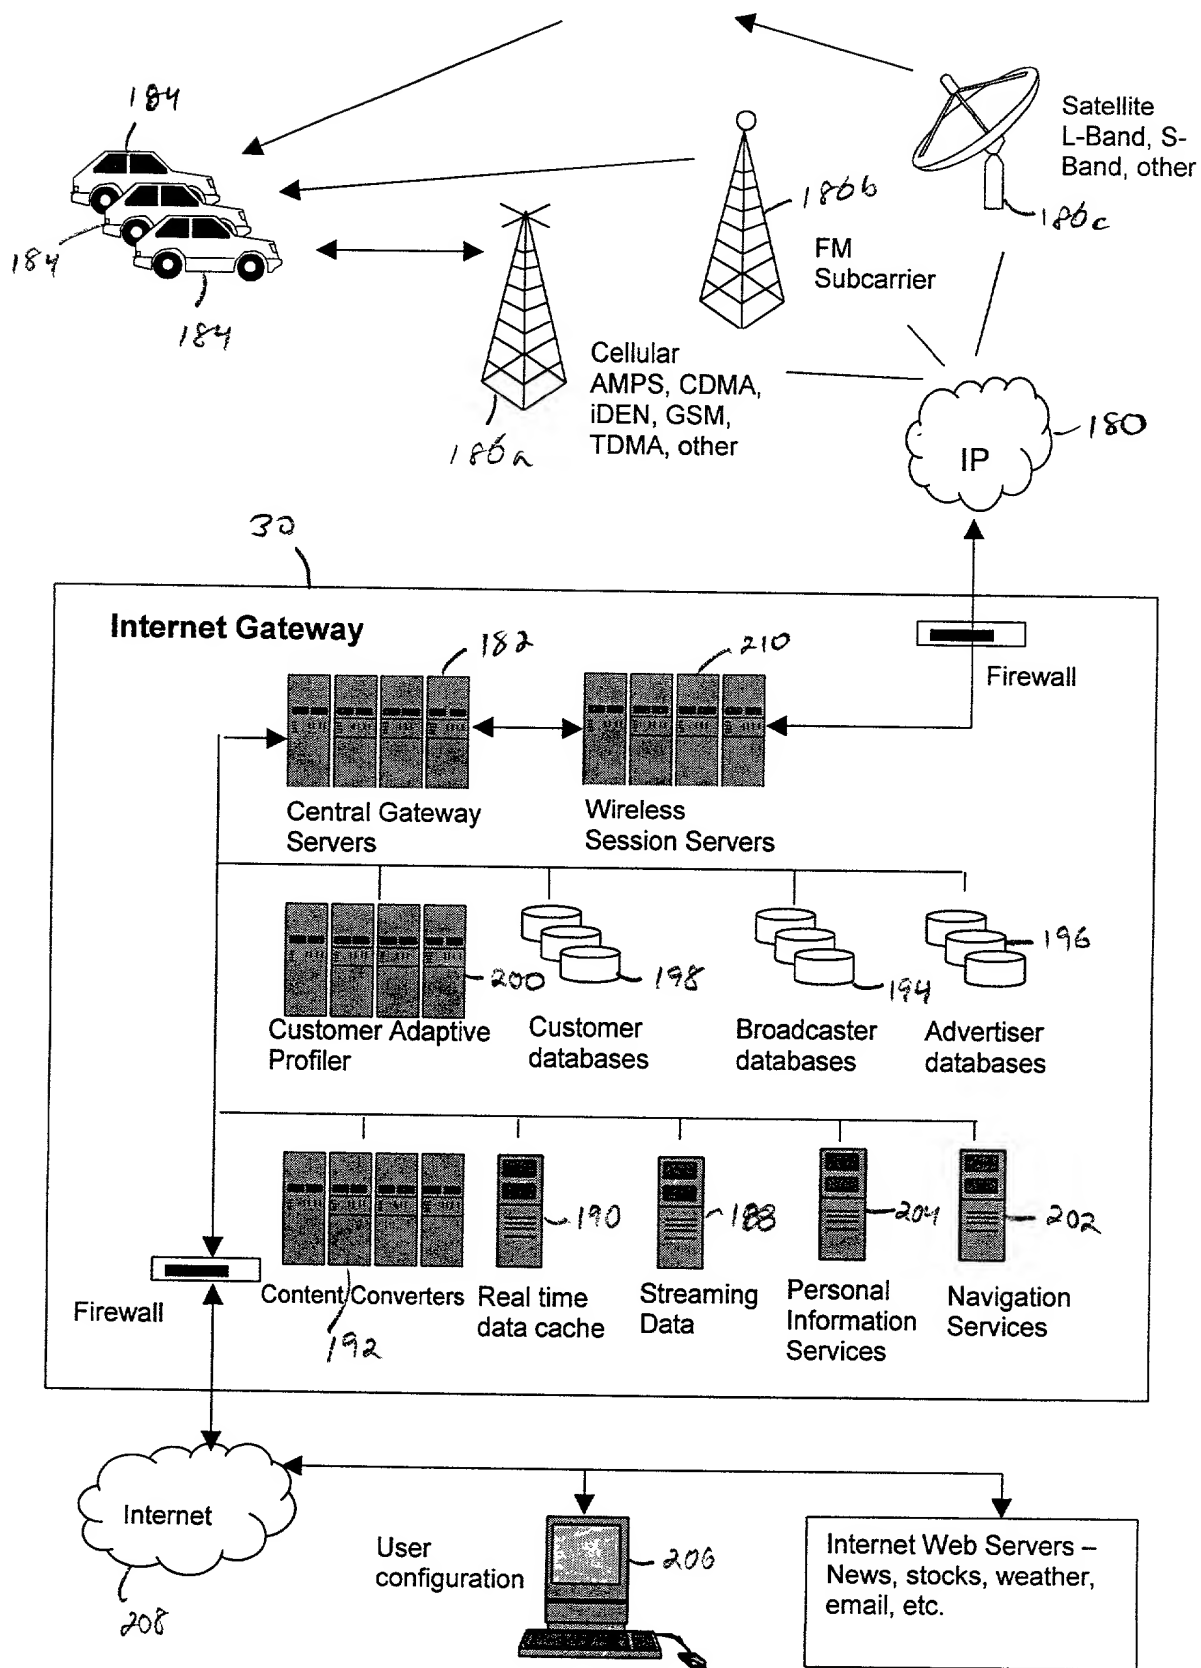 184
Satellite
L-Band, S-
Band, other
186b
186c
184
FM
Subcarrier
184
Cellular
AMPS, CDMA,
iDEN, GSM,
TDMA, other
186a
180
IP
30
Internet Gateway
182
210
Firewall
Central Gateway
Servers
Wireless
Session Servers
200
198
194
196
Customer Adaptive
Profiler
Customer
databases
Broadcaster
databases
Advertiser
databases
190
188
204
202
Firewall
Content Converters
192
Real time
data cache
Streaming
Data
Personal
Information
Services
Navigation
Services
Internet
208
User
configuration
206
Internet Web Servers –
News, stocks, weather,
email, etc.